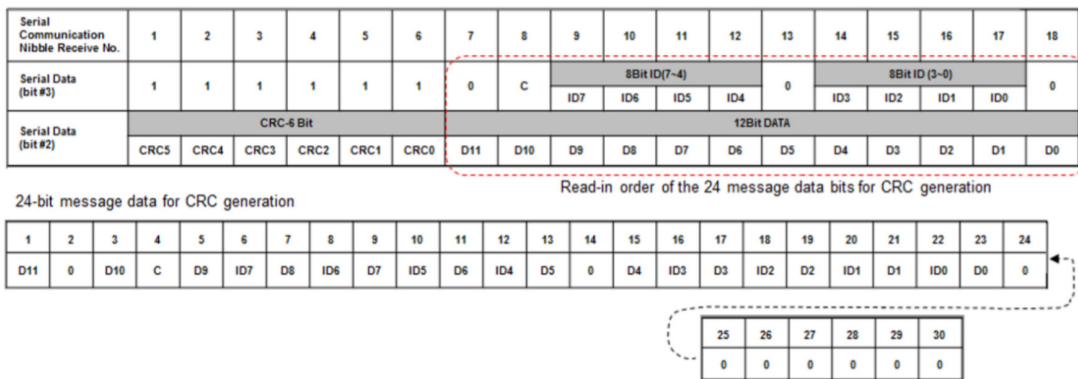 Serial Communication Nibble Receive No. 1 2 3 4 5 6 7 8 9 10 11 12 13 14 15 16 17 18
Serial Data (bit #3) 1 1 1 1 1 1 0 C 8Bit ID(7~4) 0 8Bit ID (3~0) 0
ID7 ID6 ID5 ID4 ID3 ID2 ID1 ID0
Serial Data (bit #2) CRC-6 Bit 12Bit DATA
CRC5 CRC4 CRC3 CRC2 CRC1 CRC0 D11 D10 D9 D8 D7 D6 D5 D4 D3 D2 D1 D0
Read-in order of the 24 message data bits for CRC generation
24-bit message data for CRC generation
1 2 3 4 5 6 7 8 9 10 11 12 13 14 15 16 17 18 19 20 21 22 23 24
D11 0 D10 C D9 ID7 D8 ID6 D7 ID5 D6 ID4 D5 0 D4 ID3 D3 ID2 D2 ID1 D1 ID0 D0 0
25 26 27 28 29 30
0 0 0 0 0 0